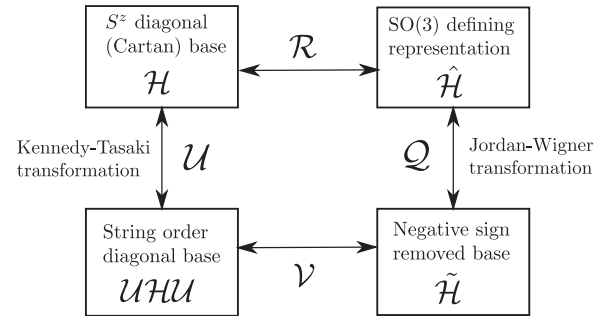 S^z diagonal
(Cartan) base
ℋ
ℛ
SO(3) defining
representation
Ĥ
Kennedy-Tasaki
transformation
𝒰
𝒬
Jordan-Wigner
transformation
String order
diagonal base
𝒰ℋ𝒰
𝒱
Negative sign
removed base
H̃